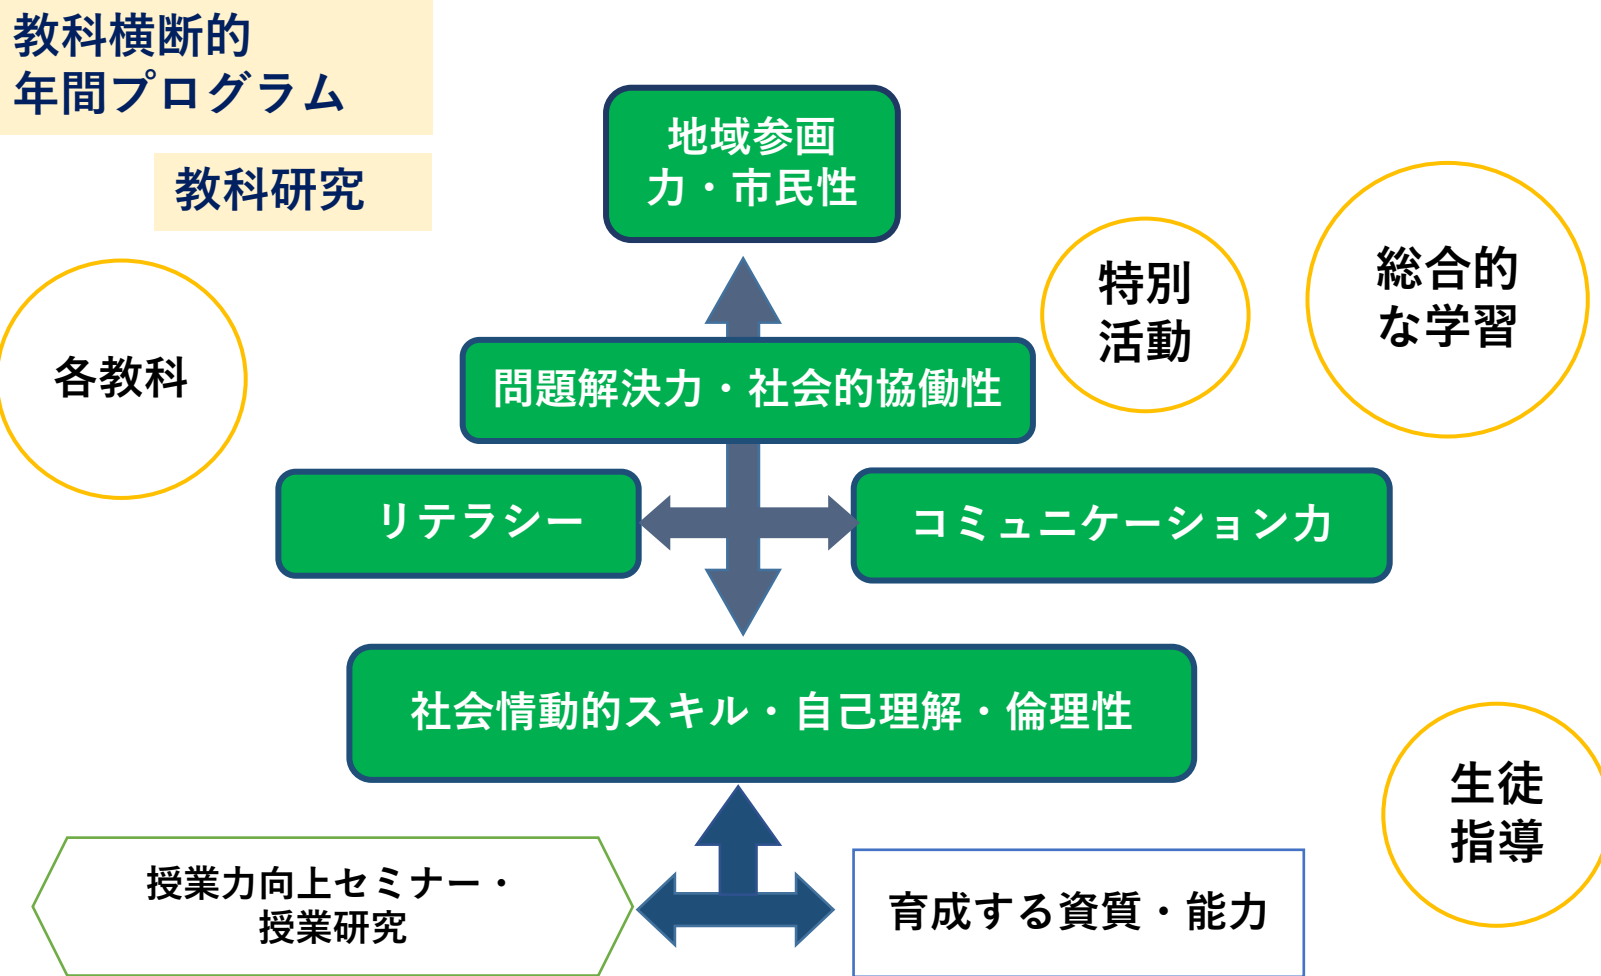 教科横断的
年間プログラム
教科研究
地域参画
力・市民性
特別
活動
総合的
な学習
各教科
問題解決力・社会的協働性
リテラシー
コミュニケーション力
社会情動的スキル・自己理解・倫理性
生徒
指導
授業力向上セミナー・
授業研究
育成する資質・能力